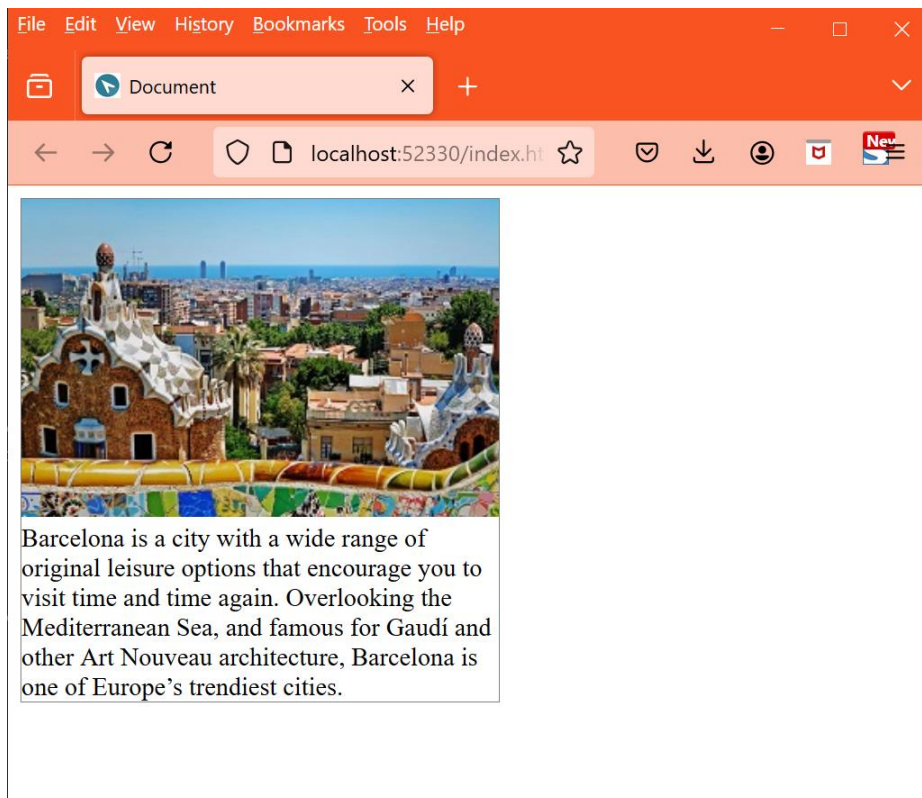 File Edit View History Bookmarks Tools Help
Document
localhost:52330/index.ht
New
Barcelona is a city with a wide range of
original leisure options that encourage you to
visit time and time again. Overlooking the
Mediterranean Sea, and famous for Gaudí and
other Art Nouveau architecture, Barcelona is
one of Europe’s trendiest cities.